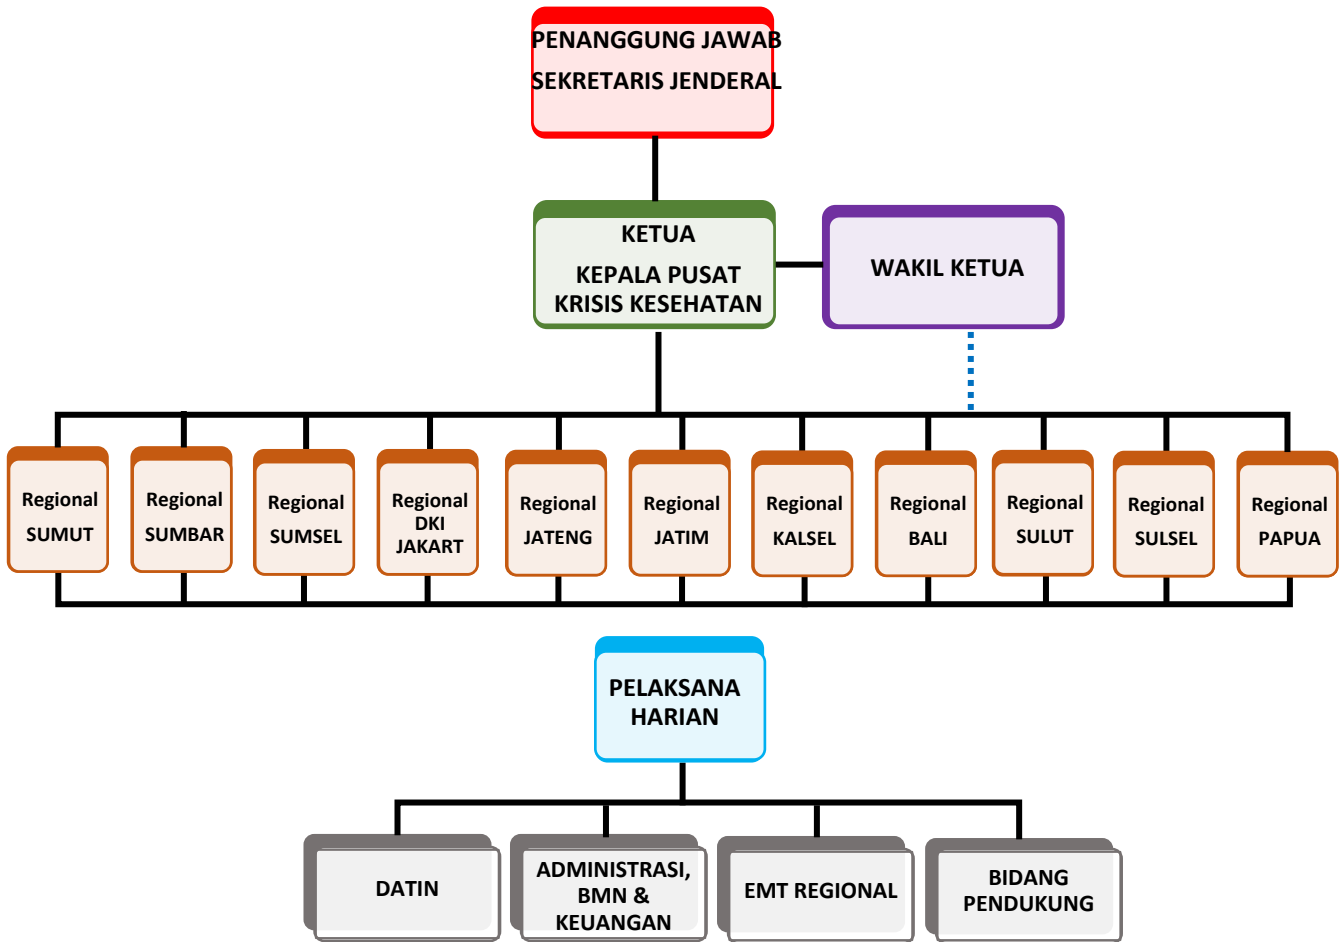 PENANGGUNG JAWAB
SEKRETARIS JENDERAL
KETUA
KEPALA PUSAT
KRISIS KESEHATAN
WAKIL KETUA
Regional
SUMUT
Regional
SUMBAR
Regional
SUMSEL
Regional
DKI
JAKART
Regional
JATENG
Regional
JATIM
Regional
KALSEL
Regional
BALI
Regional
SULUT
Regional
SULSEL
Regional
PAPUA
PELAKSANA
HARIAN
DATIN
ADMINISTRASI,
BMN &
KEUANGAN
EMT REGIONAL
BIDANG
PENDUKUNG